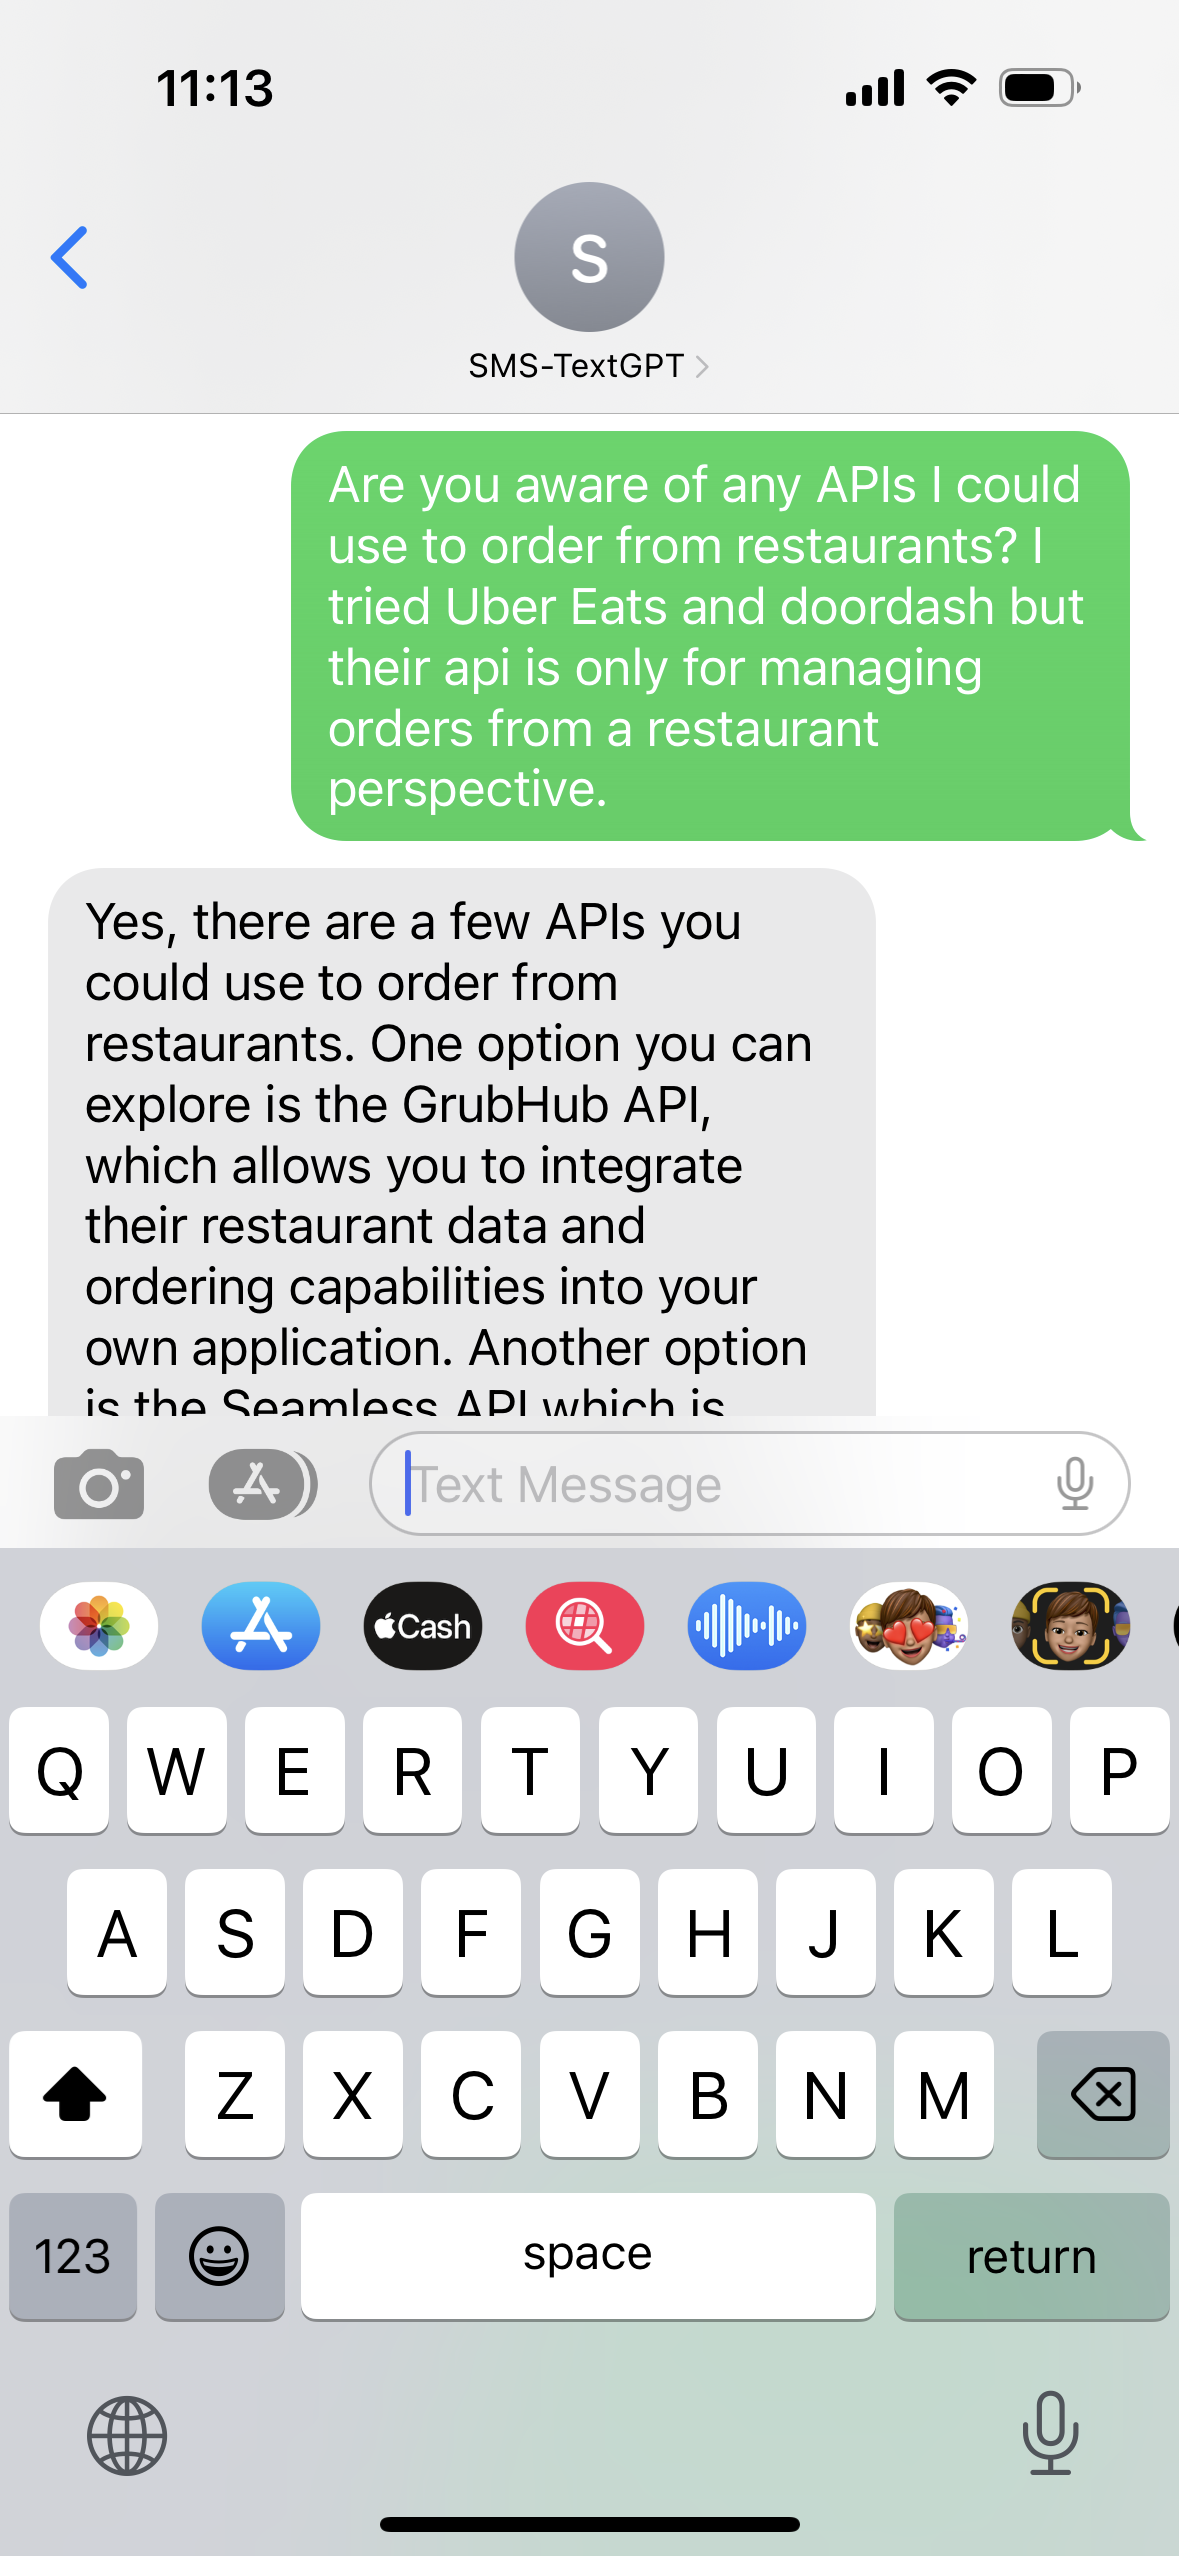 11:13
S
SMS-TextGPT
Are you aware of any APIs I could
use to order from restaurants? I
tried Uber Eats and doordash but
their api is only for managing
orders from a restaurant
perspective.
Yes, there are a few APIs you
could use to order from
restaurants. One option you can
explore is the GrubHub API,
which allows you to integrate
their restaurant data and
ordering capabilities into your
own application. Another option
is the Seamless API which is
Text Message
Cash
Q W E R T Y U I O P
A S D F G H J K L
Z X C V B N M
123 space return